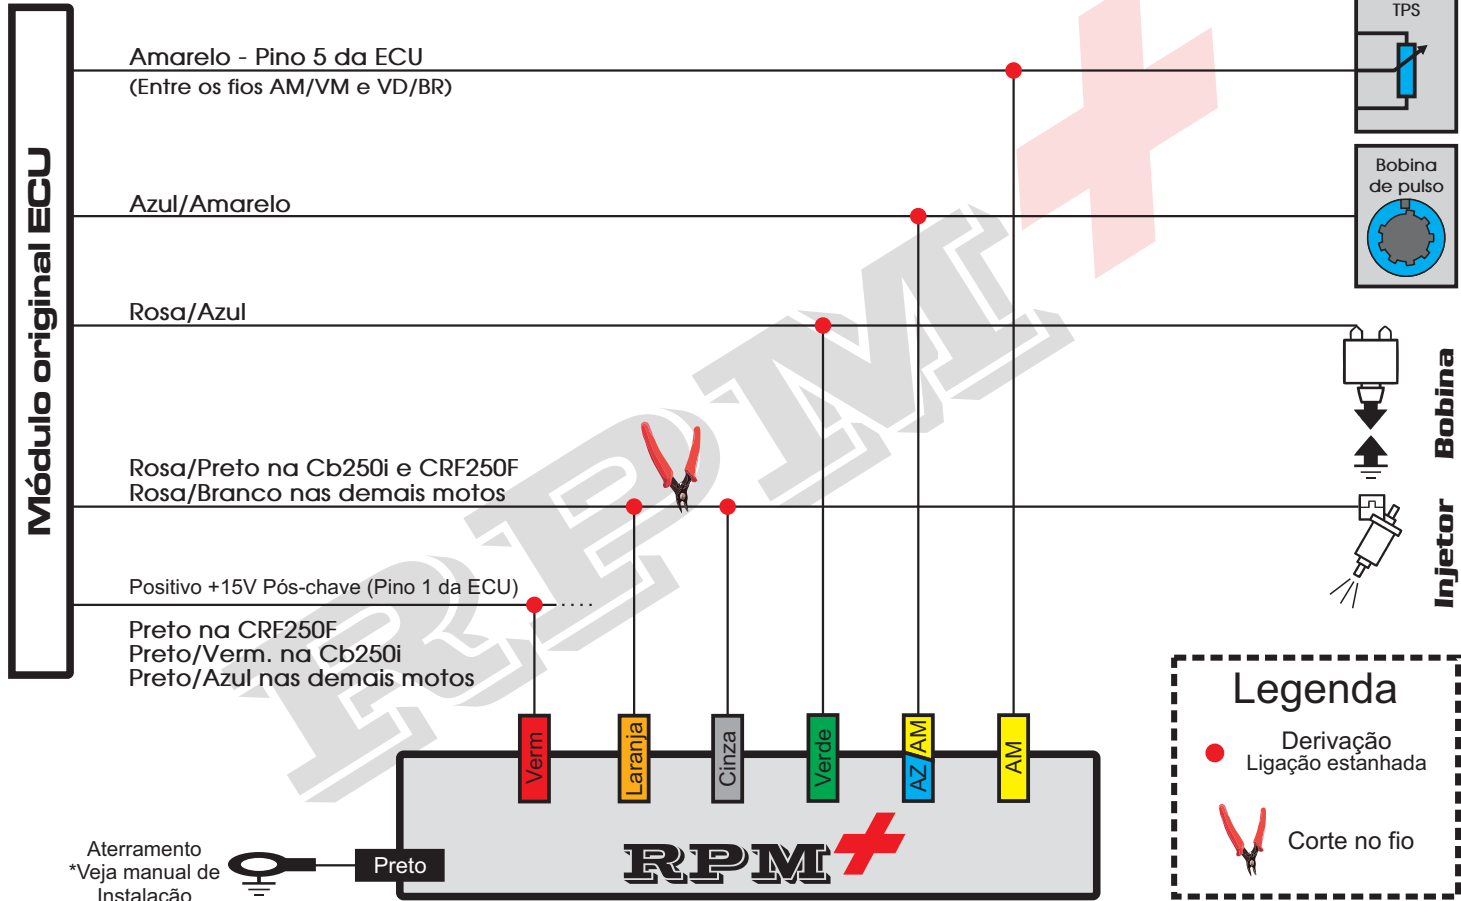 TPS
Amarelo - Pino 5 da ECU
(Entre os fios AM/VM e VD/BR)
Módulo original ECU
Bobina
de pulso
Azul/Amarelo
Rosa/Azul
Bobina
Rosa/Preto na Cb250i e CRF250F
Rosa/Branco nas demais motos
Injetor
Positivo +15V Pós-chave (Pino 1 da ECU)
Preto na CRF250F
Preto/Verm. na Cb250i
Preto/Azul nas demais motos
RPM+
Verm
Laranja
Cinza
Verde
AZ/AM
AM
Legenda
Derivação
Ligação estanhada
Corte no fio
Aterramento
*Veja manual de
Instalação
Preto
RPM+